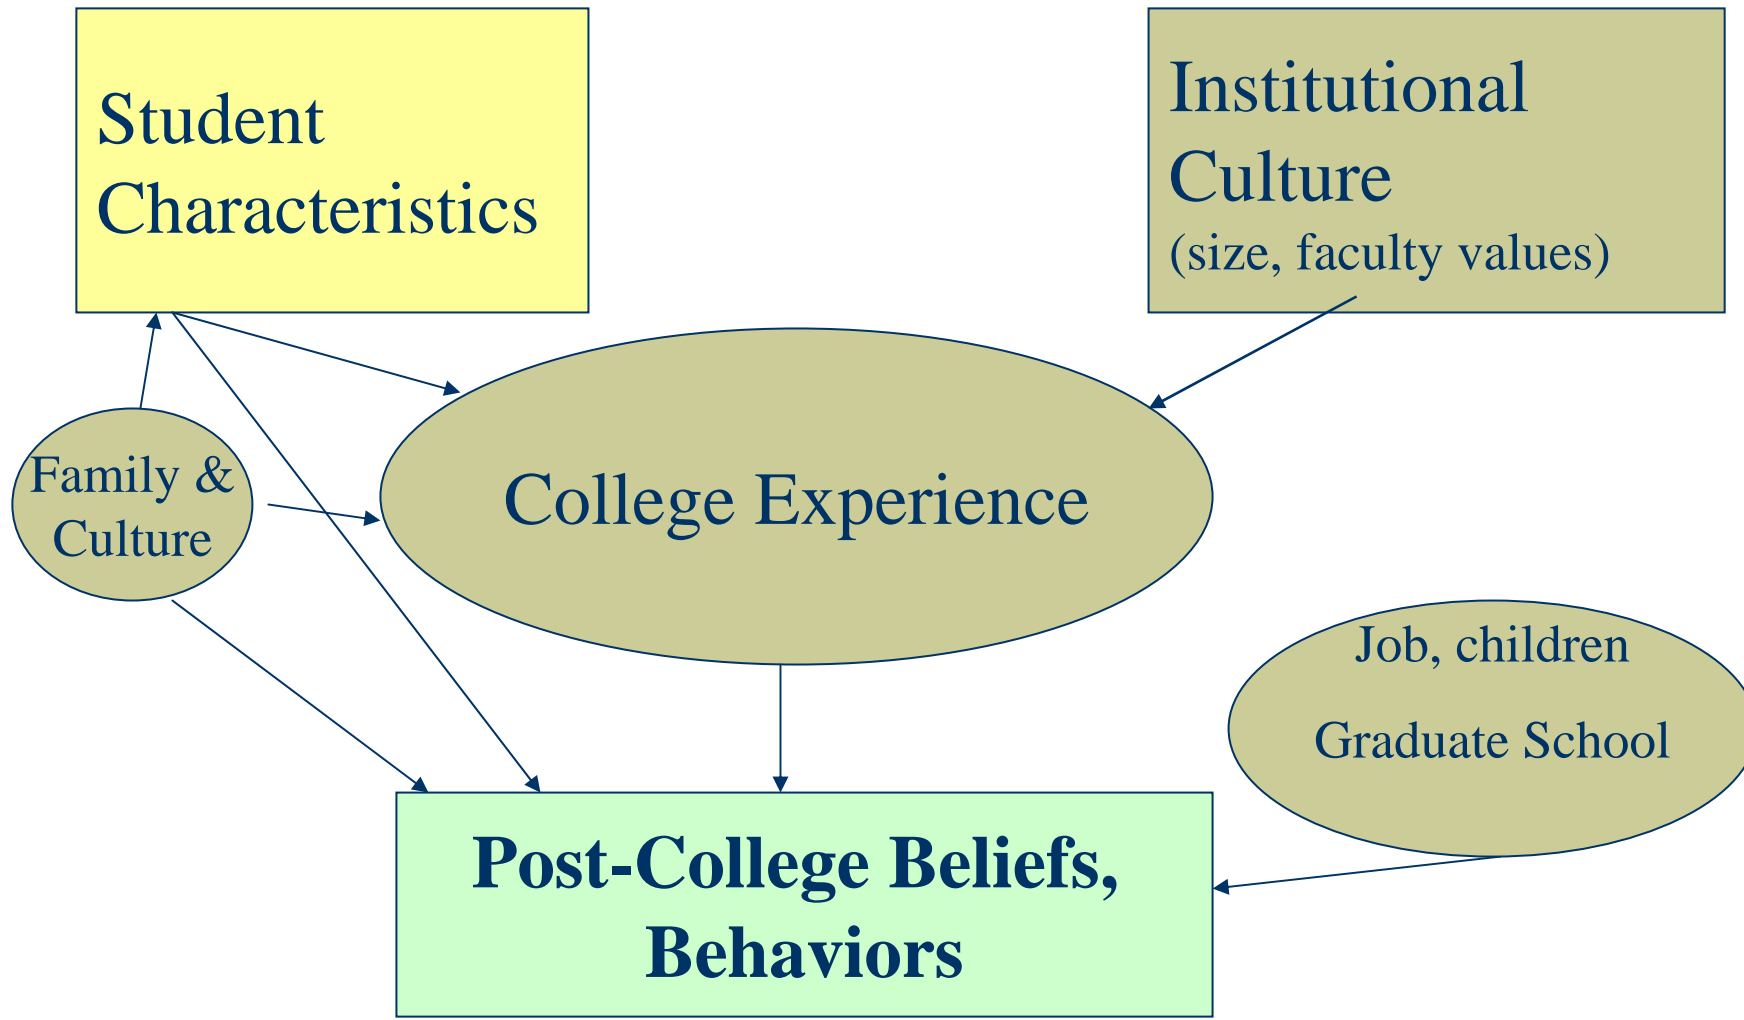 Student
Characteristics
Institutional
Culture
(size, faculty values)
Family &
Culture
College Experience
Job, children
Graduate School
Post-College Beliefs,
Behaviors